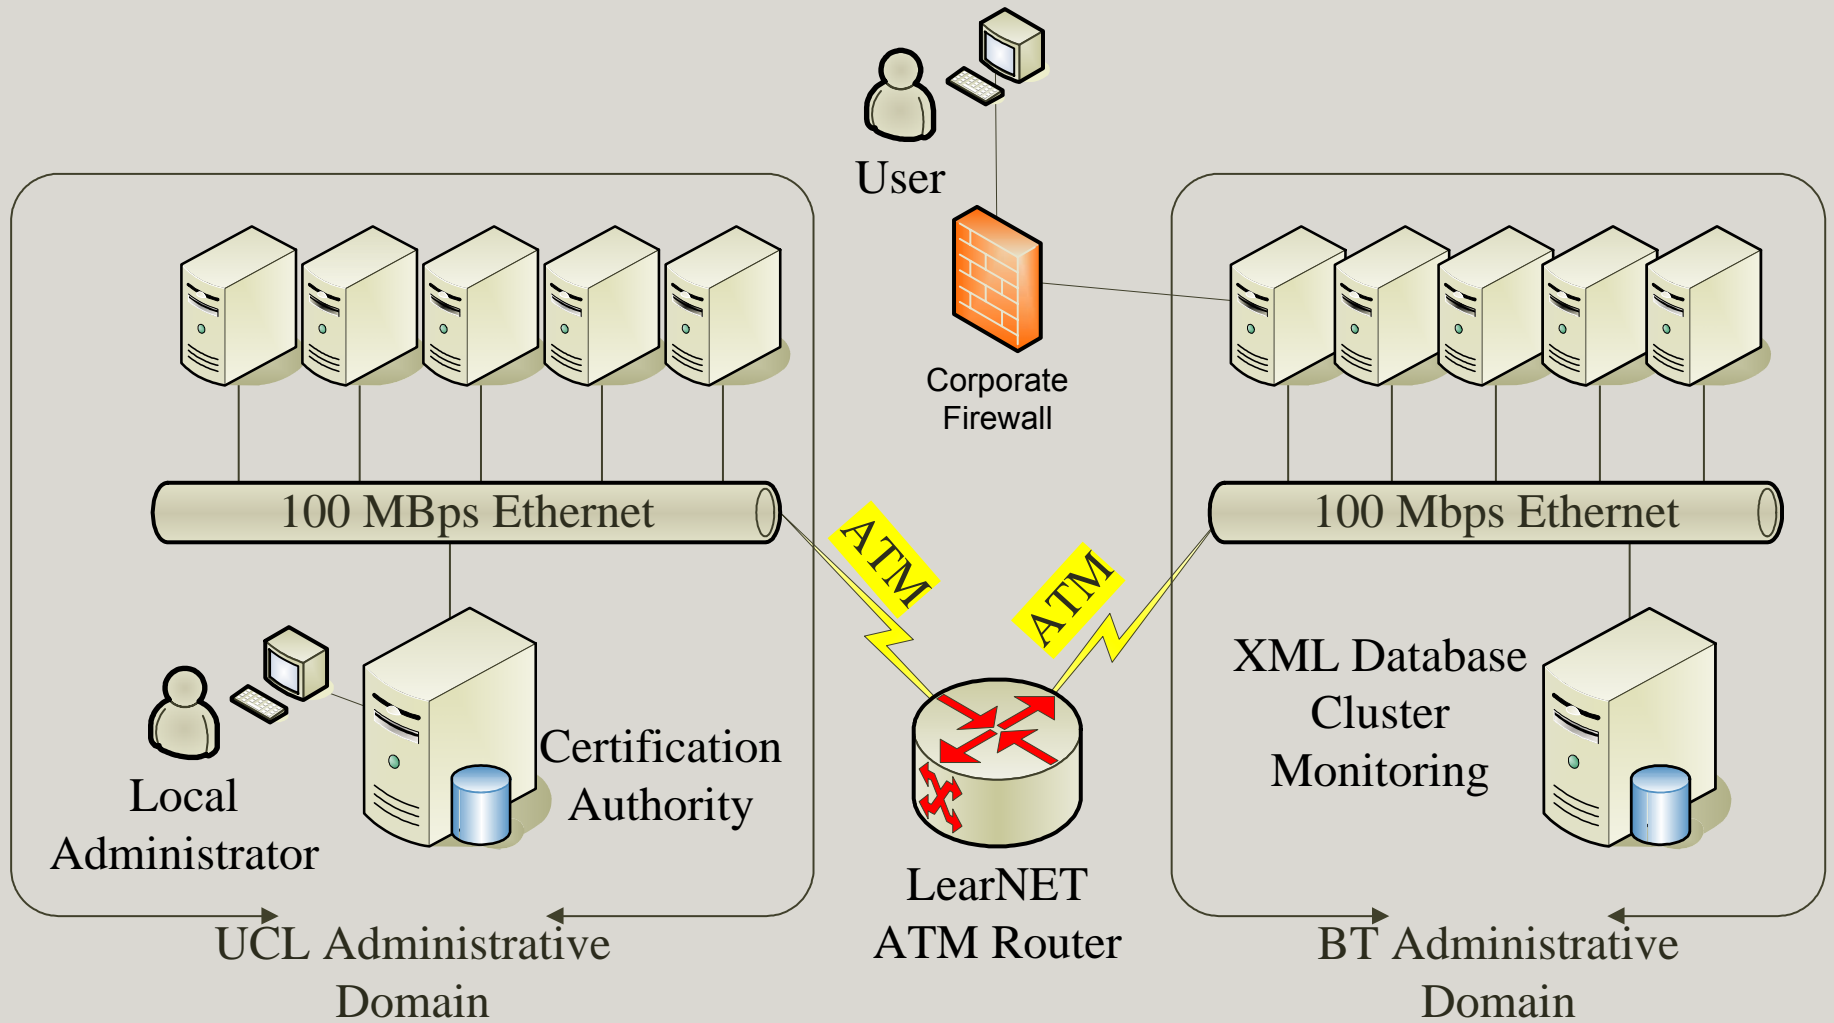 User
Corporate
Firewall
100 MBps Ethernet
100 Mbps Ethernet
ATM
ATM
Local
Administrator
Certification
Authority
XML Database
Cluster
Monitoring
LearNET
ATM Router
UCL Administrative
Domain
BT Administrative
Domain